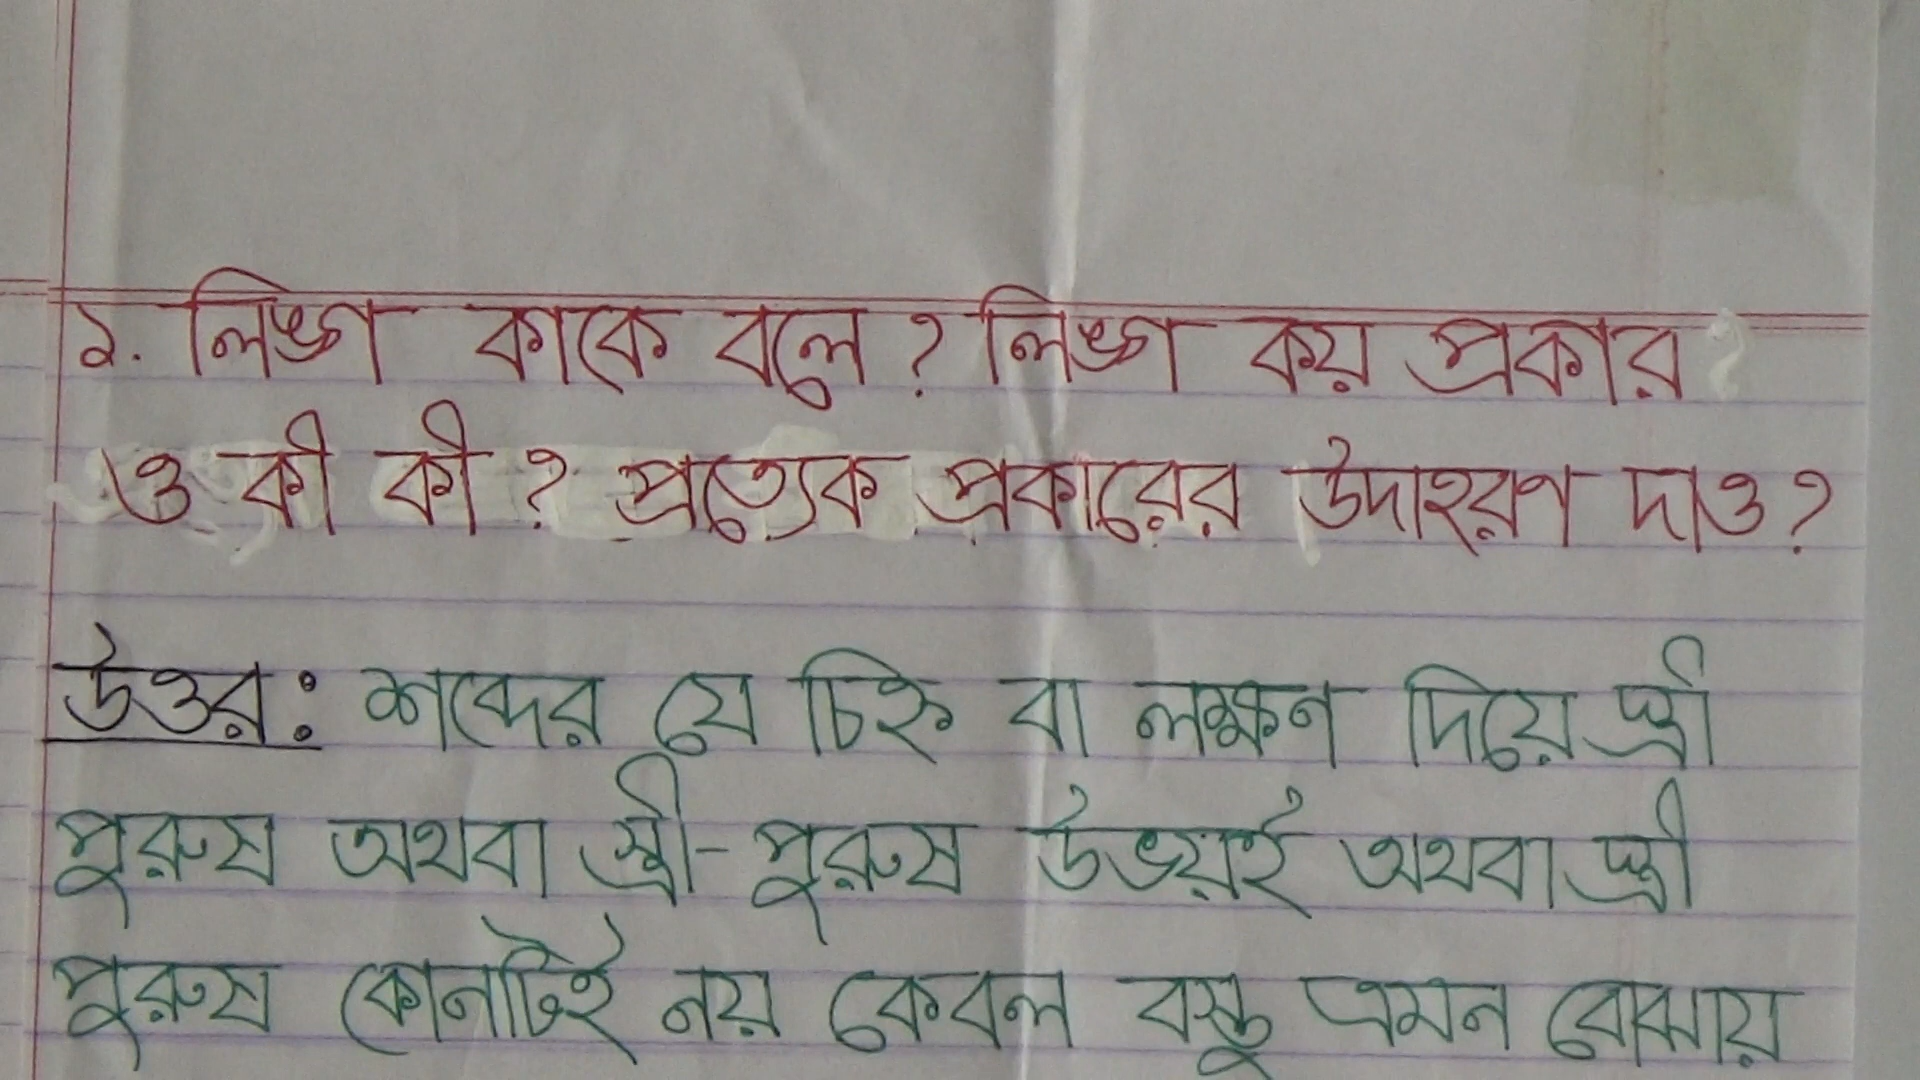 ১. লিঙ্গ কাকে বলে? লিঙ্গ কয় প্রকার
ও কী কী? প্রত্যেক প্রকারের উদাহরণ দাও?
উত্তর: শব্দের যে চিহ্ন বা লক্ষণ দিয়ে স্ত্রী
পুরুষ অথবা স্ত্রী-পুরুষ উভয়ই অথবা স্ত্রী
পুরুষ কোনটিই নয় কেবল বস্তু এমন বোঝায়